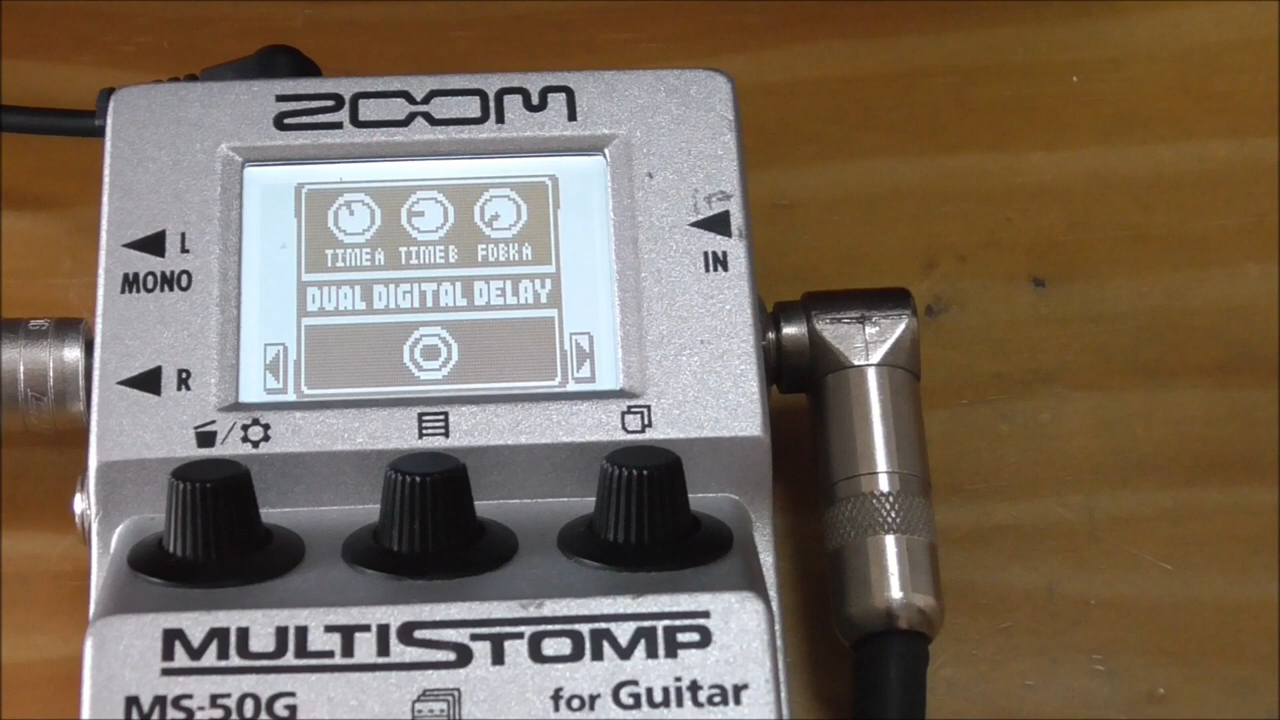 ZOOM
TIME A TIME B FDBK A
DUAL DIGITAL DELAY
L
MONO
R
IN
MULTISTOMP
MS-50G for Guitar